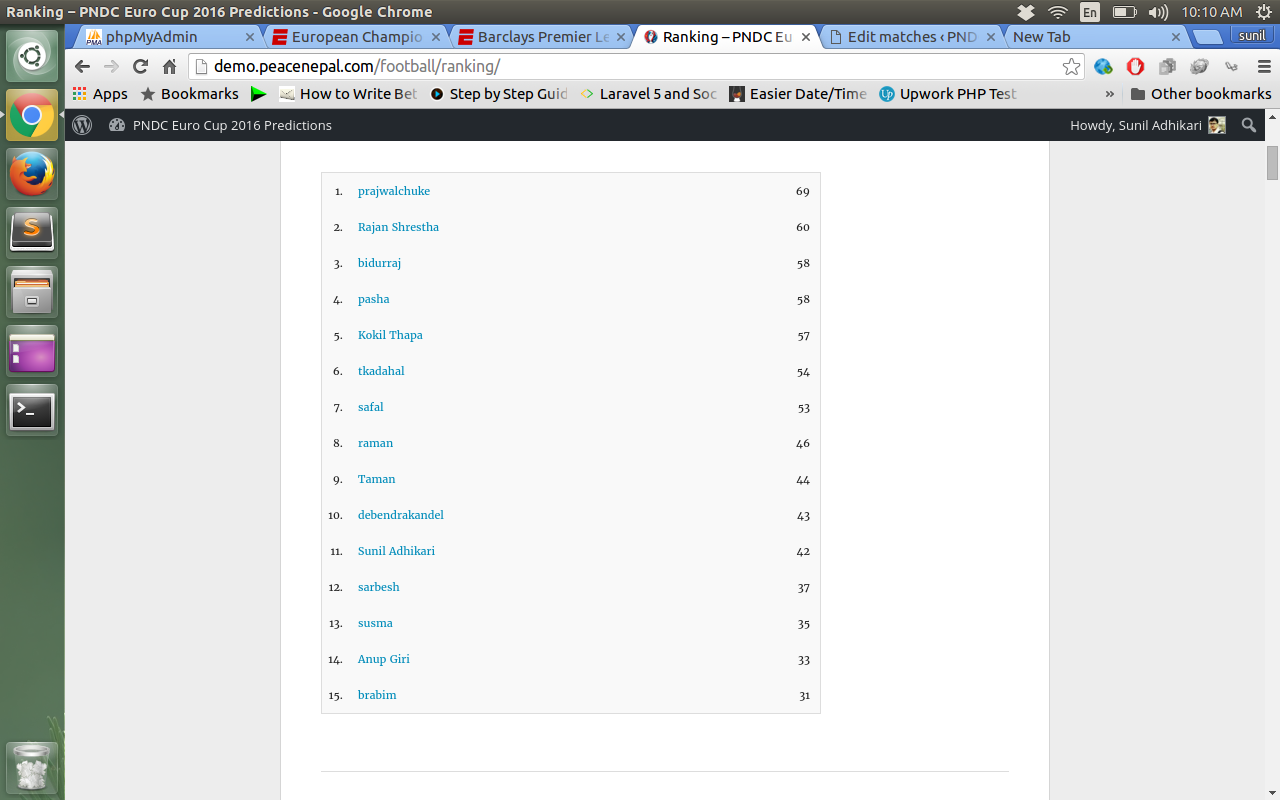 Ranking – PNDC Euro Cup 2016 Predictions - Google Chrome
En
10:10 AM
phpMyAdmin
European Champio
Barclays Premier Le
Ranking – PNDC Eu
Edit matches ‹ PND
New Tab
sunil
demo.peacenepal.com/football/ranking/
Apps
Bookmarks
How to Write Bet
Step by Step Guid
Laravel 5 and Soc
Easier Date/Time
Upwork PHP Test
»
Other bookmarks
PNDC Euro Cup 2016 Predictions
Howdy, Sunil Adhikari
1. prajwalchuke 69
2. Rajan Shrestha 60
3. bidurraj 58
4. pasha 58
5. Kokil Thapa 57
6. tkadahal 54
7. safal 53
8. raman 46
9. Taman 44
10. debendrakandel 43
11. Sunil Adhikari 42
12. sarbesh 37
13. susma 35
14. Anup Giri 33
15. brabim 31